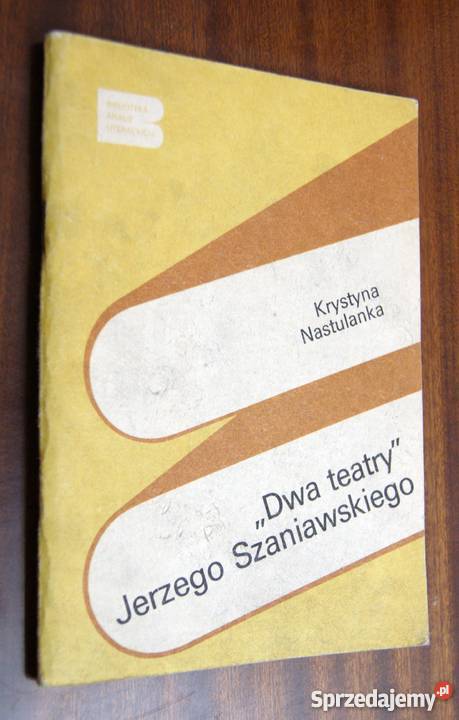 BIBLIOTEKA
ANALIZ
LITERACKICH
Krystyna
Nastulanka
„Dwa teatry”
Jerzego Szaniawskiego
Sprzedajemy.pl